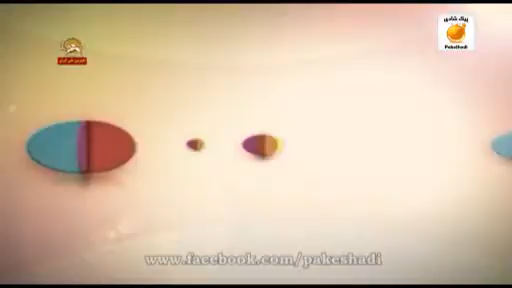 پیک شادی
PakeShadi
www.facebook.com/pakeshadi